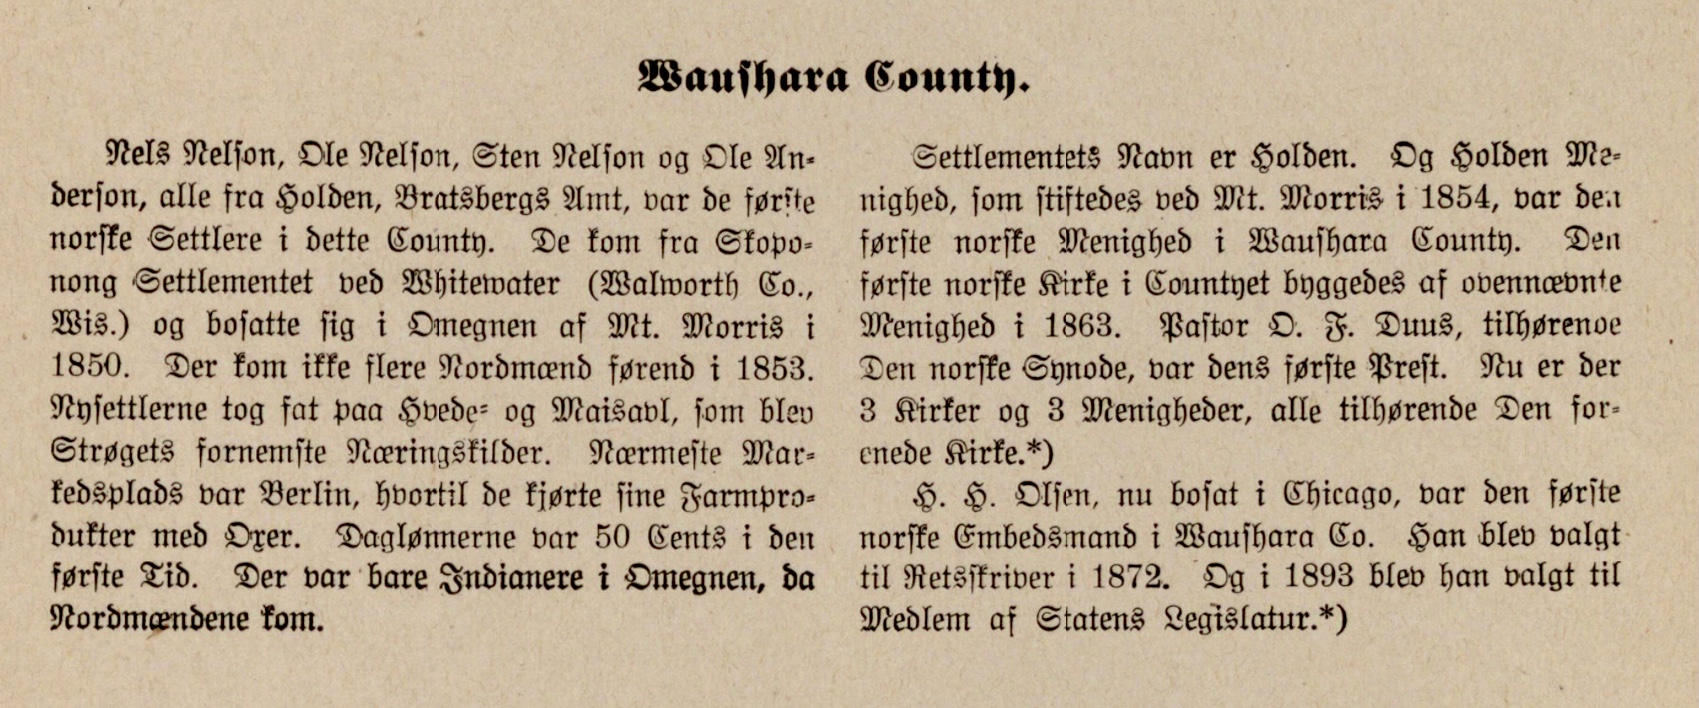 Waushara County.
Nels Nelson, Ole Nelson, Sten Nelson og Ole An-
derson, alle fra Holden, Bratsbergs Amt, var de første
norske Settlere i dette County. De kom fra Skopo-
nong Settlementet ved Whitewater (Walworth Co.,
Wis.) og bosatte sig i Omegnen af Mt. Morris i
1850. Der kom ikke flere Nordmænd førend i 1853.
Nysettlerne tog fat paa Hvede- og Maisavl, som blev
Strøgets fornemste Næringskilder. Nærmeste Mar-
kedsplads var Berlin, hvortil de kjørte sine Farmpro-
dukter med Oxer. Daglønnerne var 50 Cents i den
første Tid. Der var bare Indianere i Omegnen, da
Nordmændene kom.
Settlementets Navn er Holden. Og Holden Me-
nighed, som stiftedes ved Mt. Morris i 1854, var den
første norske Menighed i Waushara County. Den
første norske Kirke i Countyet byggedes af ovennævnte
Menighed i 1863. Pastor O. F. Duus, tilhørende
Den norske Synode, var dens første Prest. Nu er der
3 Kirker og 3 Menigheder, alle tilhørende Den for-
enede Kirke.*)
H. H. Olsen, nu bosat i Chicago, var den første
norske Embedsmand i Waushara Co. Han blev valgt
til Retsskriver i 1872. Og i 1893 blev han valgt til
Medlem af Statens Legislatur.*)